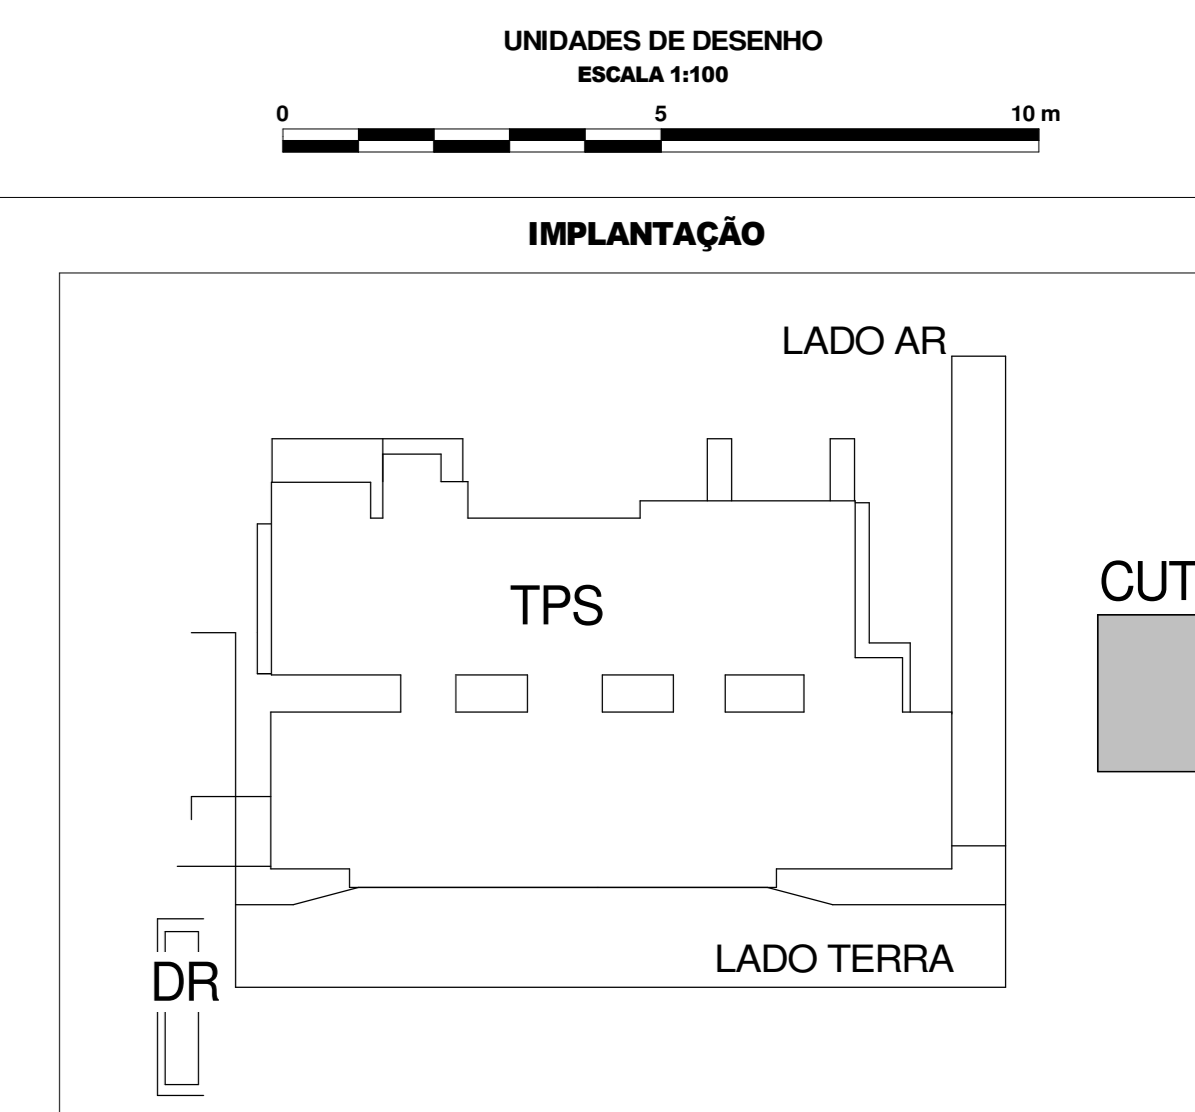 UNIDADES DE DESENHO
ESCALA 1:100
0 5 10 m
IMPLANTAÇÃO
LADO AR
CUT
TPS
LADO TERRA
DR